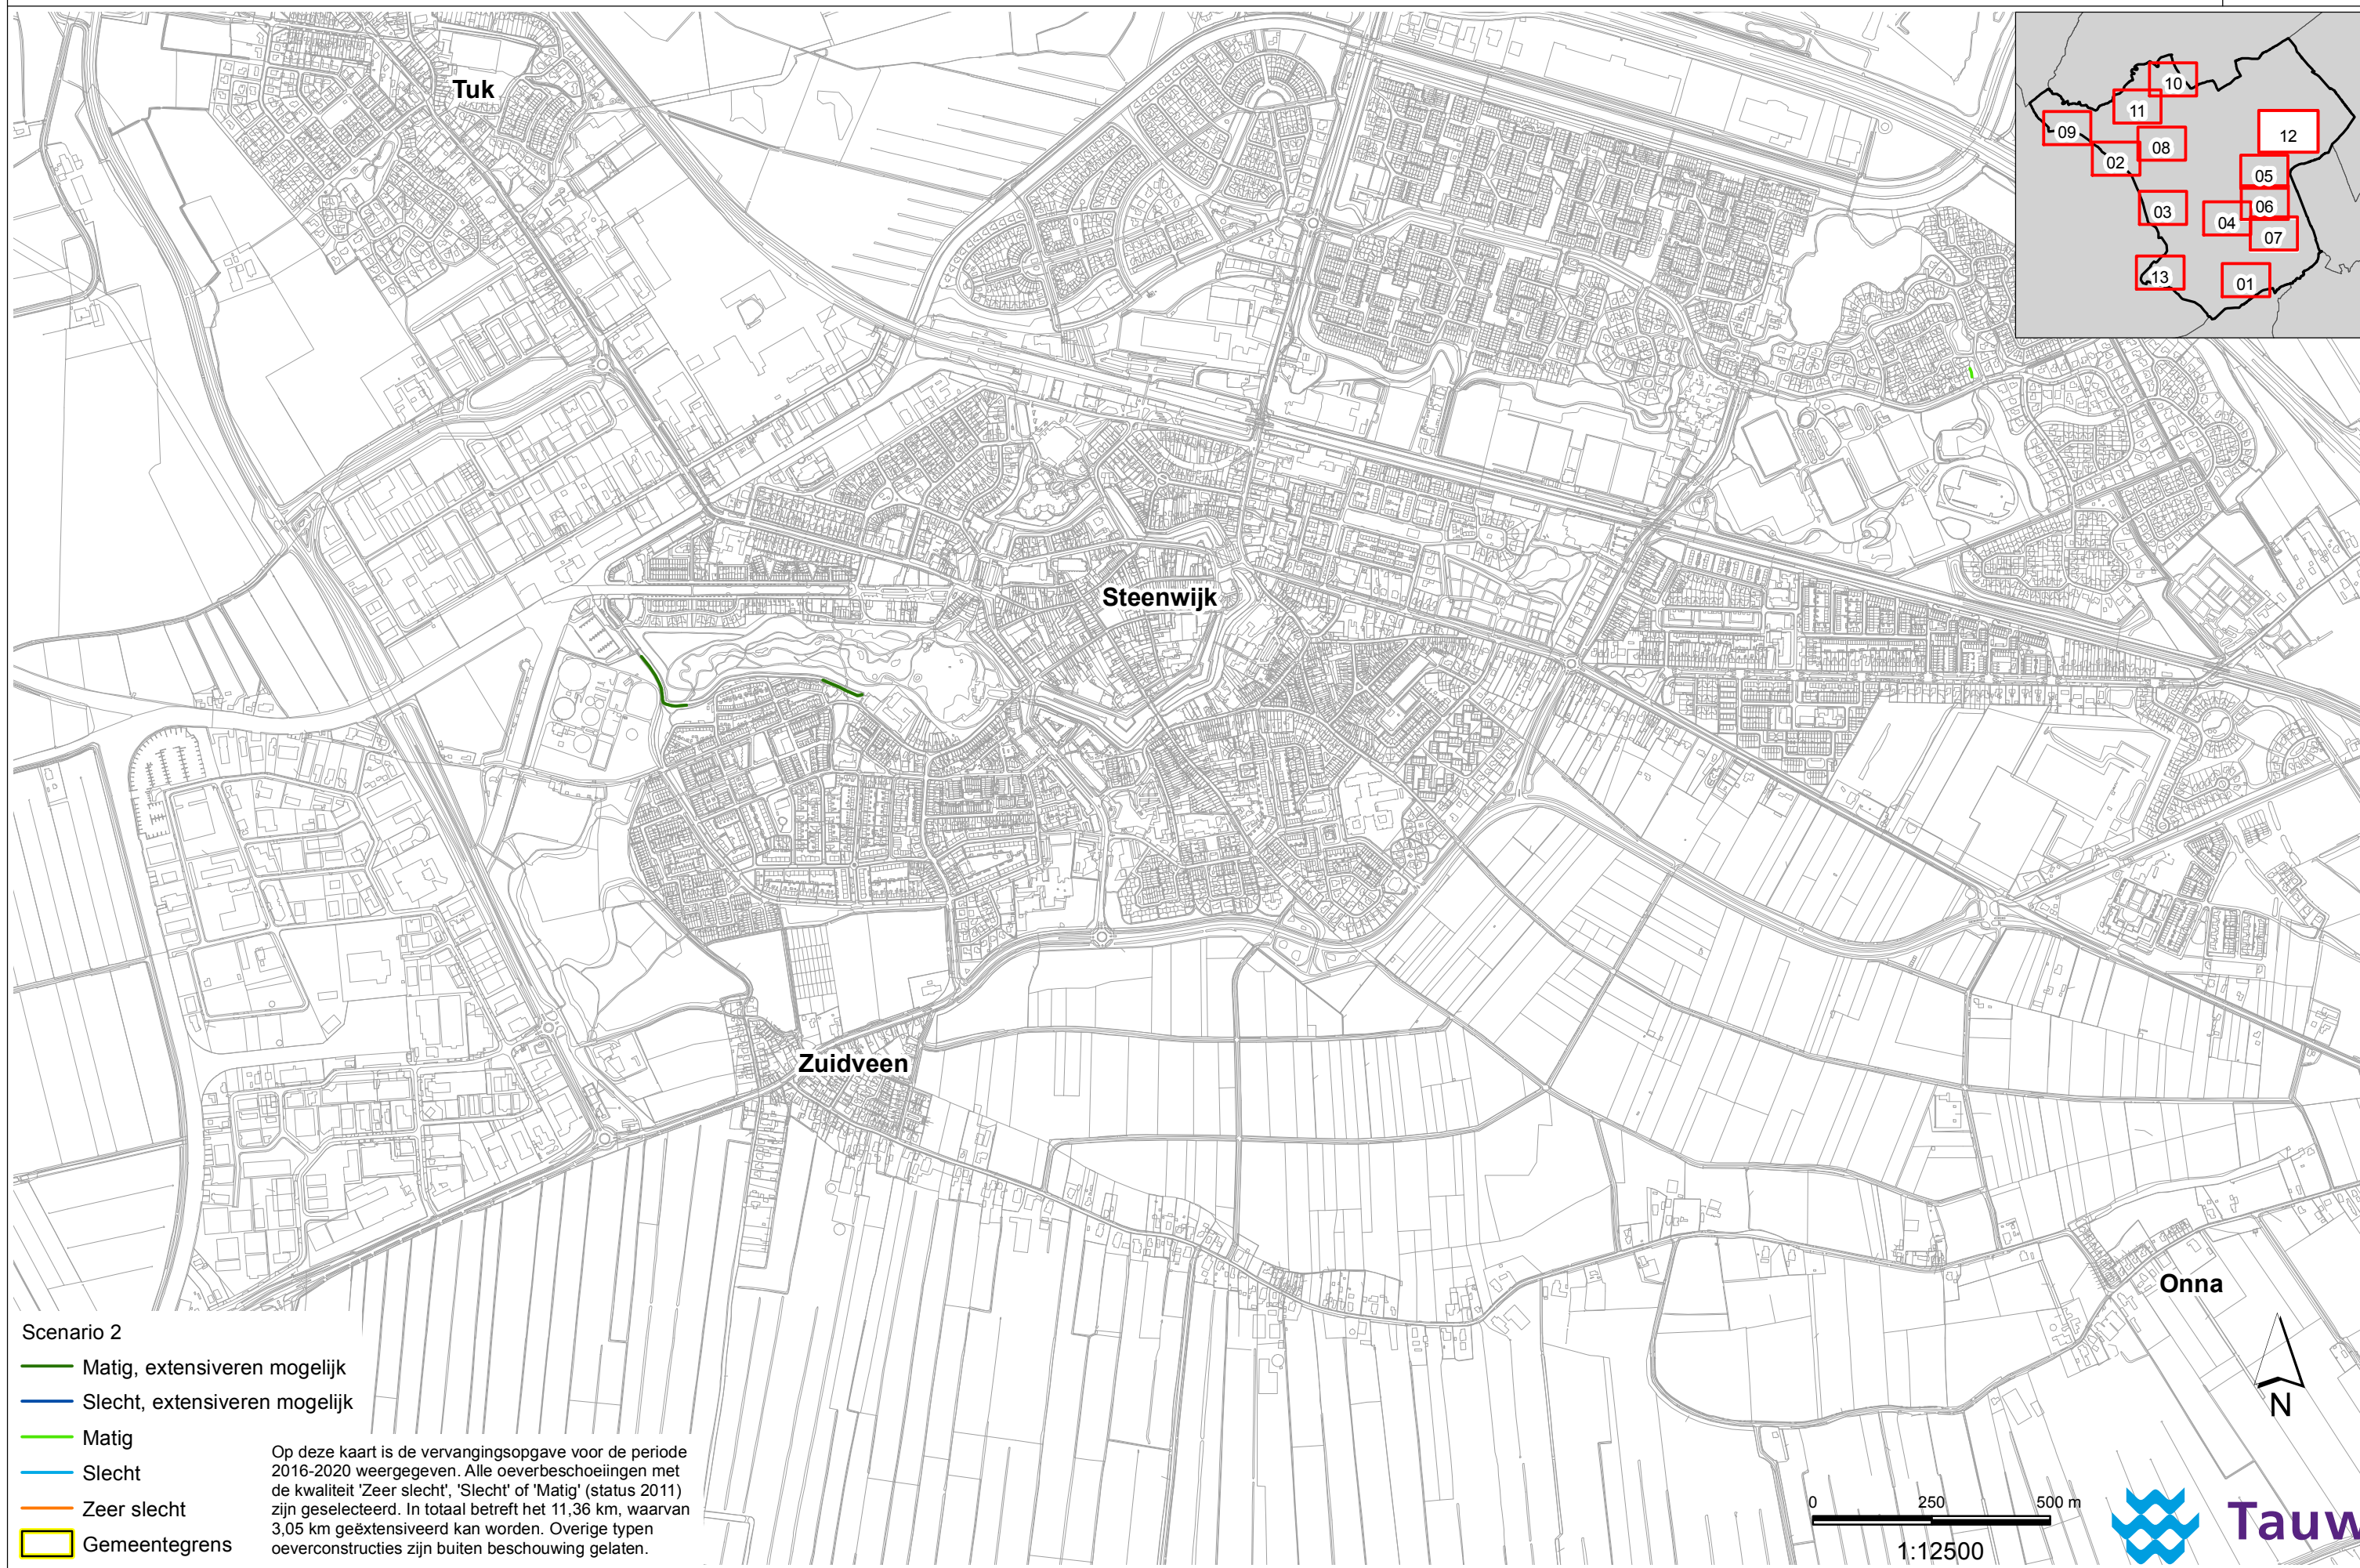 Tuk
10
11
09
12
08
02
05
03
06
04
07
13
01
Steenwijk
Zuidveen
Onna
Scenario 2
Matig, extensiveren mogelijk
Slecht, extensiveren mogelijk
Matig
Slecht
Zeer slecht
Gemeentegrens
Op deze kaart is de vervangingsopgave voor de periode
2016-2020 weergegeven. Alle oeverbeschoeiingen met
de kwaliteit 'Zeer slecht', 'Slecht' of 'Matig' (status 2011)
zijn geselecteerd. In totaal betreft het 11,36 km, waarvan
3,05 km geëxtensiveerd kan worden. Overige typen
oeverconstructies zijn buiten beschouwing gelaten.
N
0 250 500 m
1:12500
Tauw